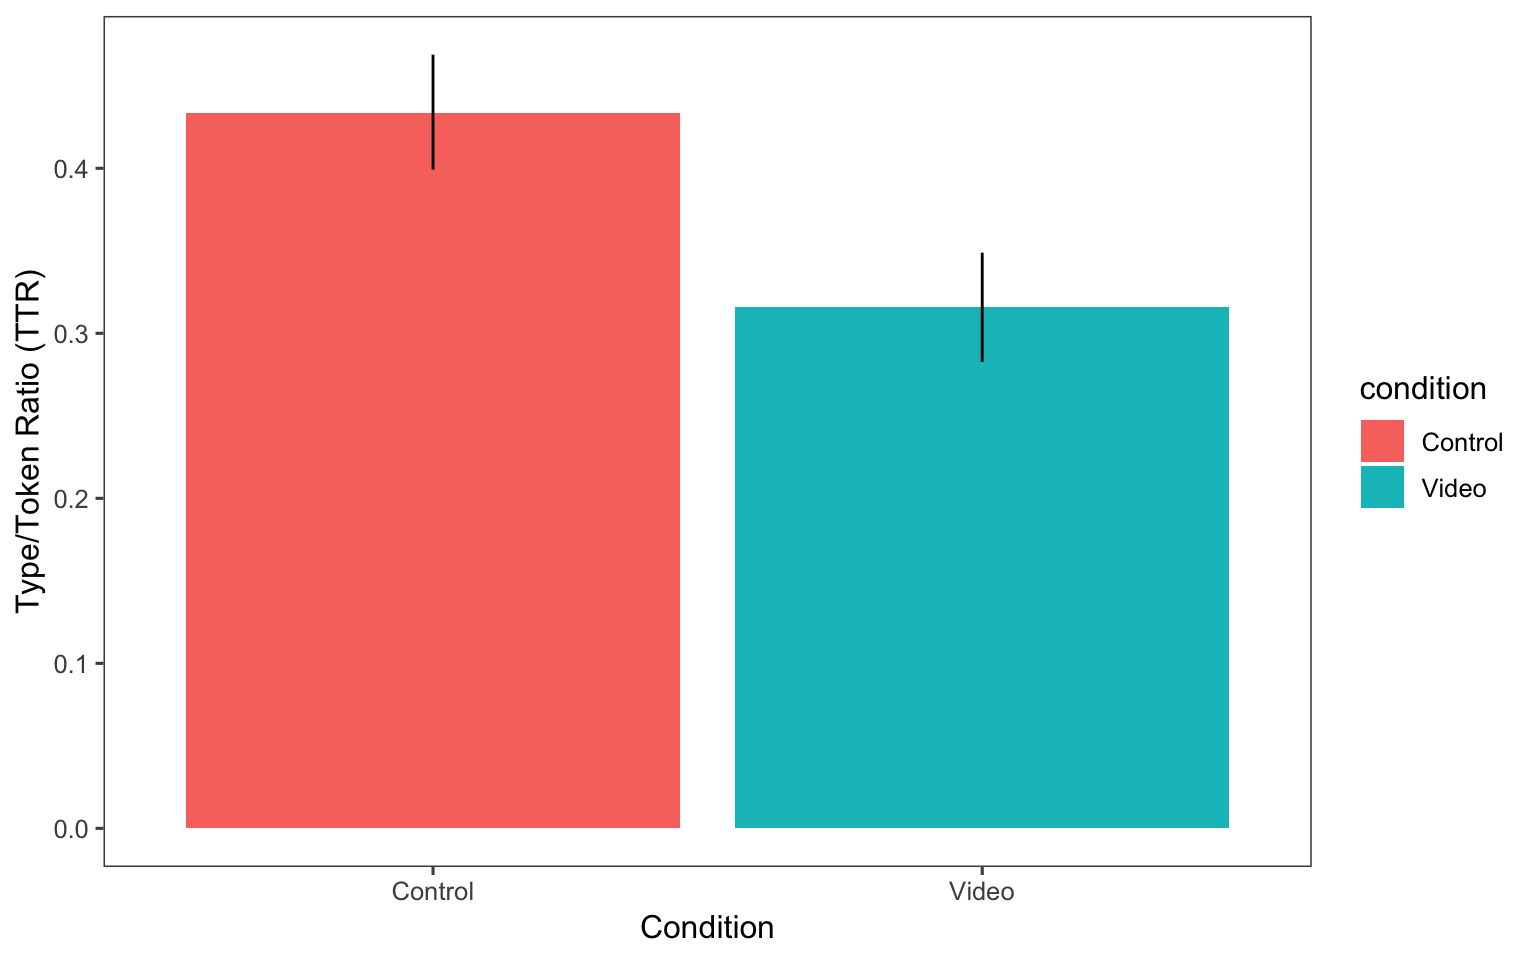 Type/Token Ratio (TTR)
0.4
0.3
0.2
0.1
0.0
Control
Video
Condition
condition
Control
Video